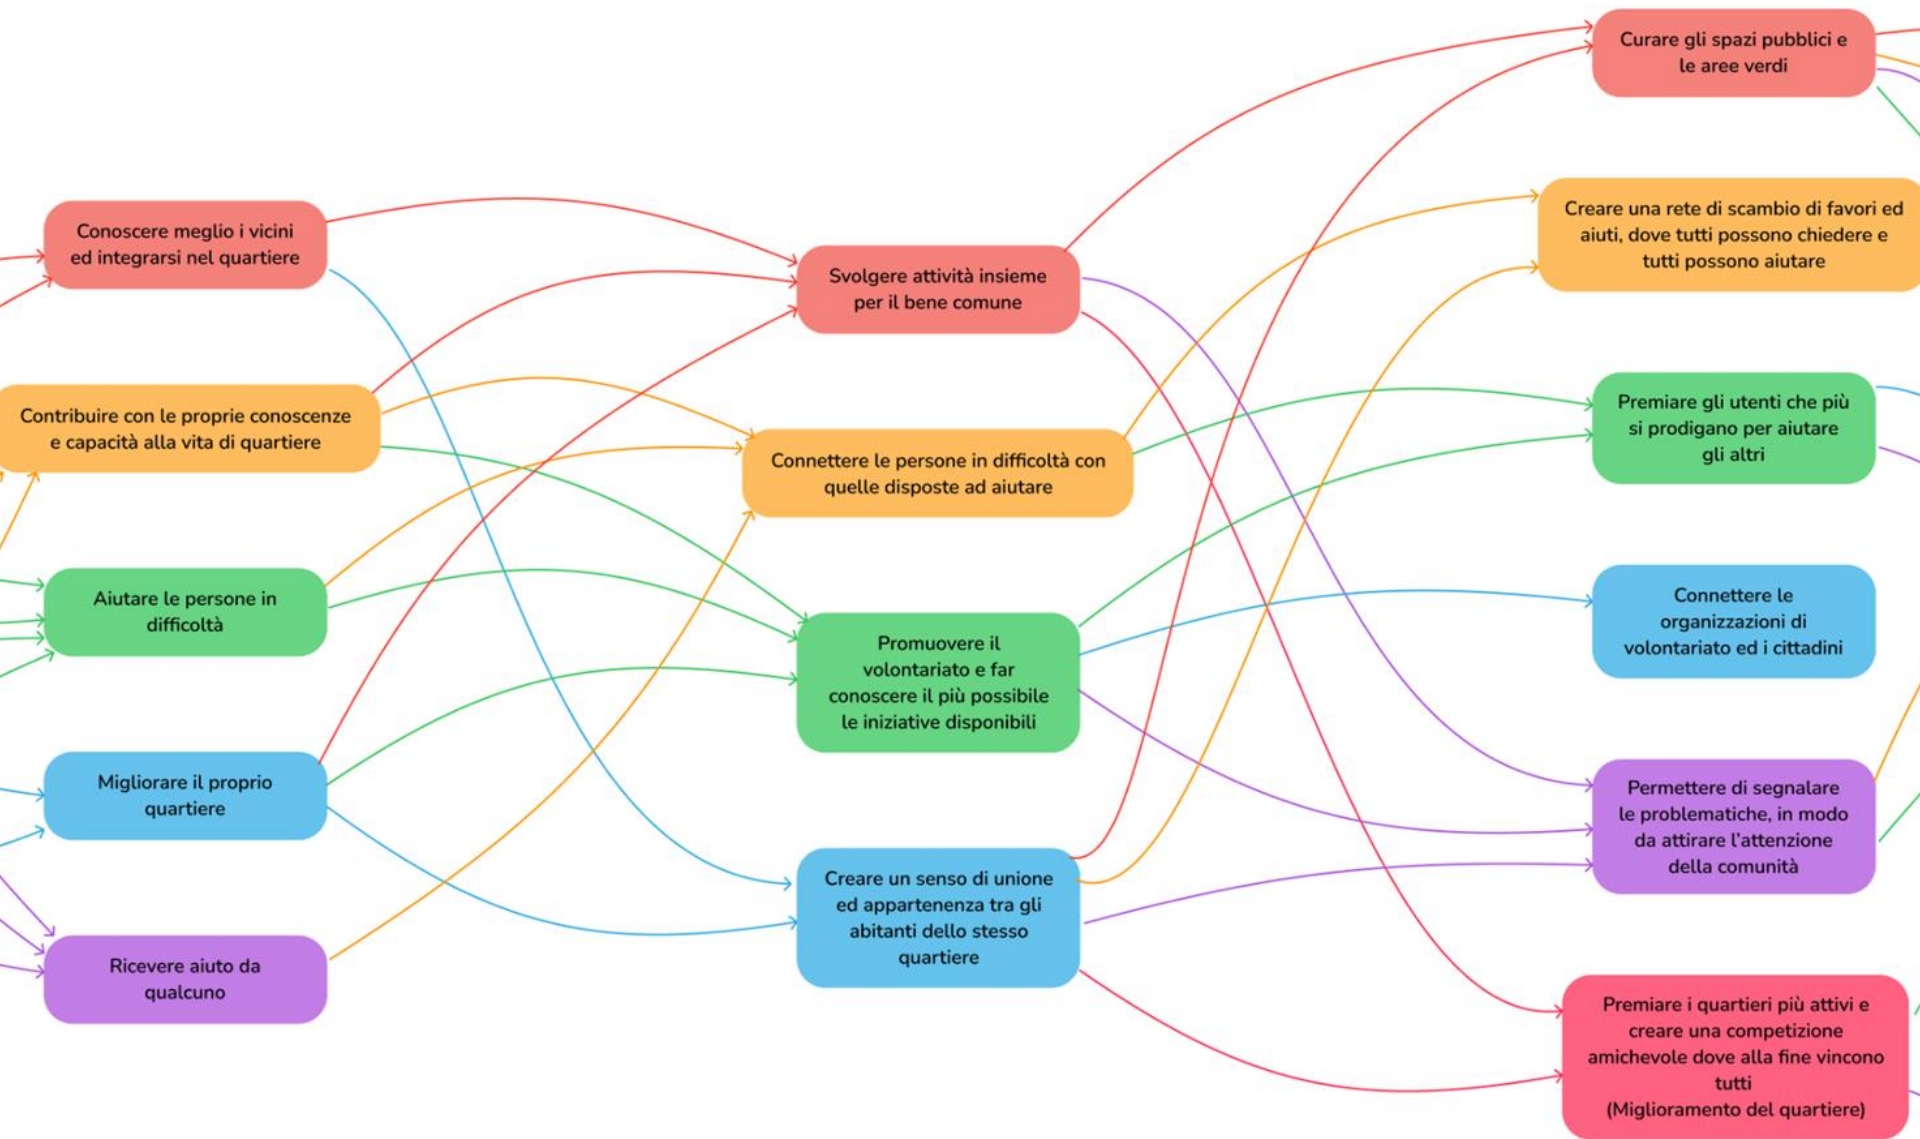 Conoscere meglio i vicini
ed integrarsi nel quartiere
Contribuire con le proprie conoscenze
e capacità alla vita di quartiere
Aiutare le persone in
difficoltà
Migliorare il proprio
quartiere
Ricevere aiuto da
qualcuno
Svolgere attività insieme
per il bene comune
Connettere le persone in difficoltà con
quelle disposte ad aiutare
Promuovere il
volontariato e far
conoscere il più possibile
le iniziative disponibili
Creare un senso di unione
ed appartenenza tra gli
abitanti dello stesso
quartiere
Curare gli spazi pubblici e
le aree verdi
Creare una rete di scambio di favori ed
aiuti, dove tutti possono chiedere e
tutti possono aiutare
Premiare gli utenti che più
si prodigano per aiutare
gli altri
Connettere le
organizzazioni di
volontariato ed i cittadini
Permettere di segnalare
le problematiche, in modo
da attirare l'attenzione
della comunità
Premiare i quartieri più attivi e
creare una competizione
amichevole dove alla fine vincono
tutti
(Miglioramento del quartiere)